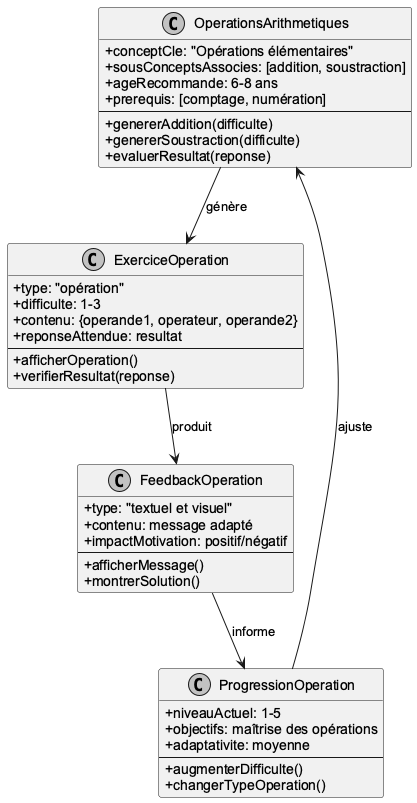 C OperationsArithmetiques
+conceptCle: "Opérations élémentaires"
+sousConceptsAssocies: [addition, soustraction]
+ageRecommande: 6-8 ans
+prerequis: [comptage, numération]
+genererAddition(difficulte)
+genererSoustraction(difficulte)
+evaluerResultat(reponse)
génère
C ExerciceOperation
+type: "opération"
+difficulte: 1-3
+contenu: {operande1, operateur, operande2}
+reponseAttendue: resultat
+afficherOperation()
+verifierResultat(reponse)
produit
ajuste
C FeedbackOperation
+type: "textuel et visuel"
+contenu: message adapté
+impactMotivation: positif/négatif
+afficherMessage()
+montrerSolution()
informe
C ProgressionOperation
+niveauActuel: 1-5
+objectifs: maîtrise des opérations
+adaptativite: moyenne
+augmenterDifficulte()
+changerTypeOperation()